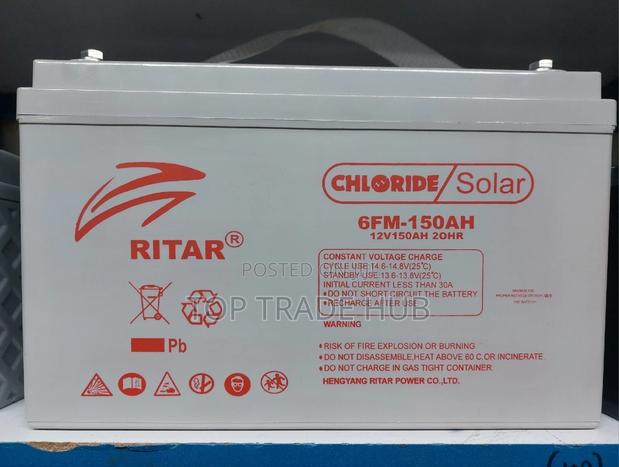 RITAR®
Pb
CHLORIDE/Solar
6FM-150AH
12V150AH 20HR
CONSTANT VOLTAGE CHARGE
CYCLE USE:14.6-14.8V(25℃)
STANDBY USE:13.6-13.8V(25℃)
INITIAL CURRENT LESS THAN 30A
•DO NOT SHORT CIRCUIT THE BATTERY
•RECHARGE AFTER USE
WARNING
•RISK OF FIRE EXPLOSION OR BURNING
•DO NOT DISASSEMBLE,HEAT ABOVE 60 C.OR INCINERATE
•DO NOT CHARGE IN GAS TIGHT CONTAINER
HENGYANG RITAR POWER CO.,LTD.
POSTED
TOP TRADE HUB